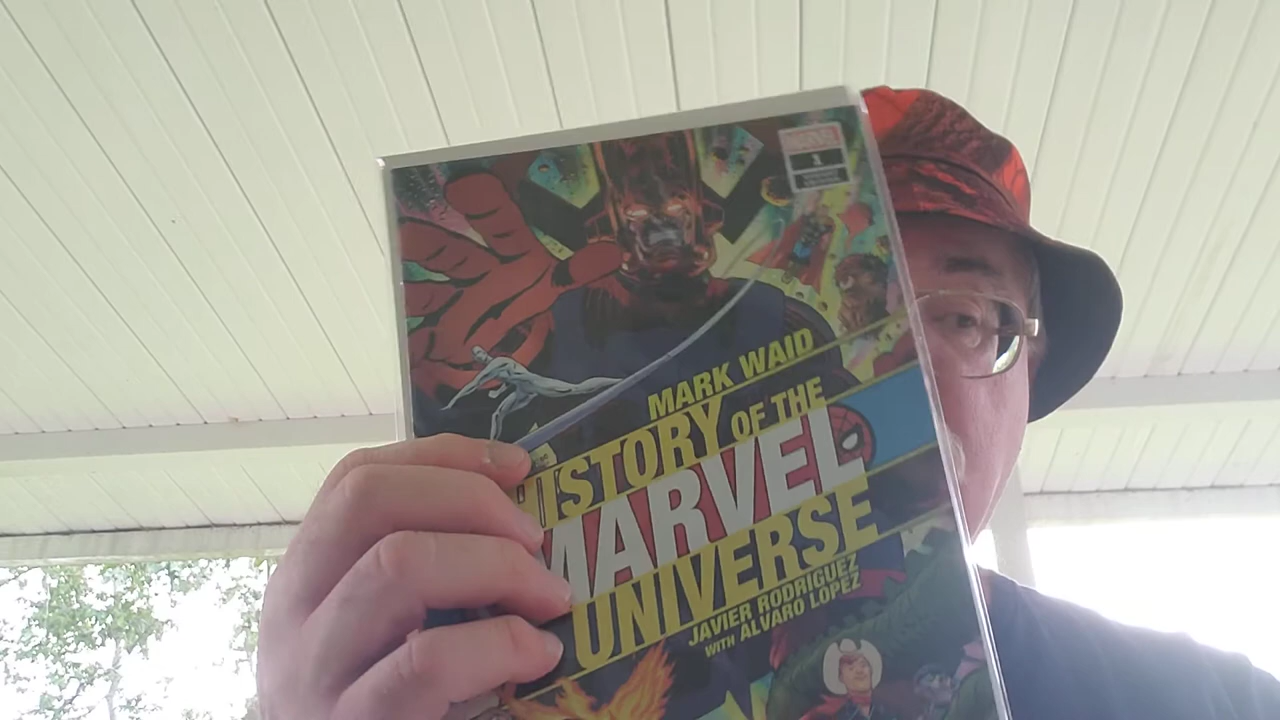 MARVEL
1
MARK WAID
HISTORY OF THE
MARVEL
UNIVERSE
JAVIER RODRIGUEZ
WITH ALVARO LOPEZ